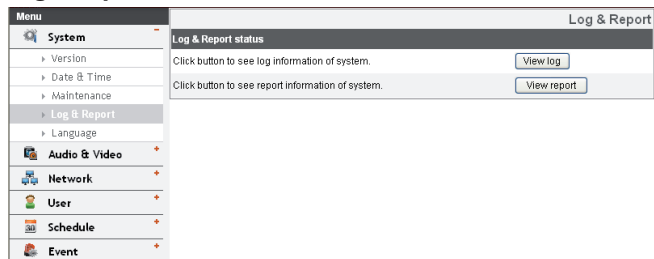 Menu
Log & Report
System
Version
Date & Time
Maintenance
Log & Report
Language
Audio & Video
Network
User
30
Schedule
Event
Log & Report status
Click button to see log information of system.
View log
Click button to see report information of system.
View report